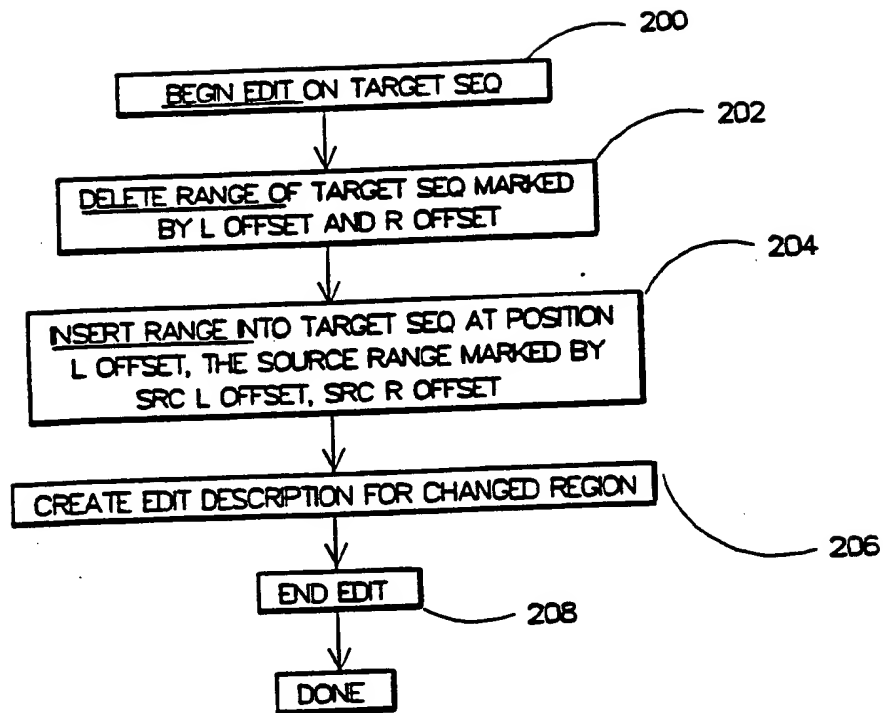 200
BEGIN EDIT ON TARGET SEQ
202
DELETE RANGE OF TARGET SEQ MARKED
BY L OFFSET AND R OFFSET
204
INSERT RANGE INTO TARGET SEQ AT POSITION
L OFFSET, THE SOURCE RANGE MARKED BY
SRC L OFFSET, SRC R OFFSET
CREATE EDIT DESCRIPTION FOR CHANGED REGION
206
END EDIT
208
DONE